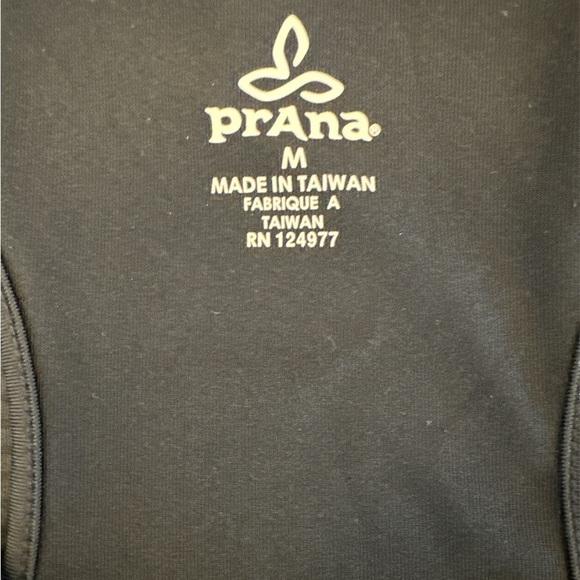 prAna®
M
MADE IN TAIWAN
FABRIQUE A
TAIWAN
RN 124977